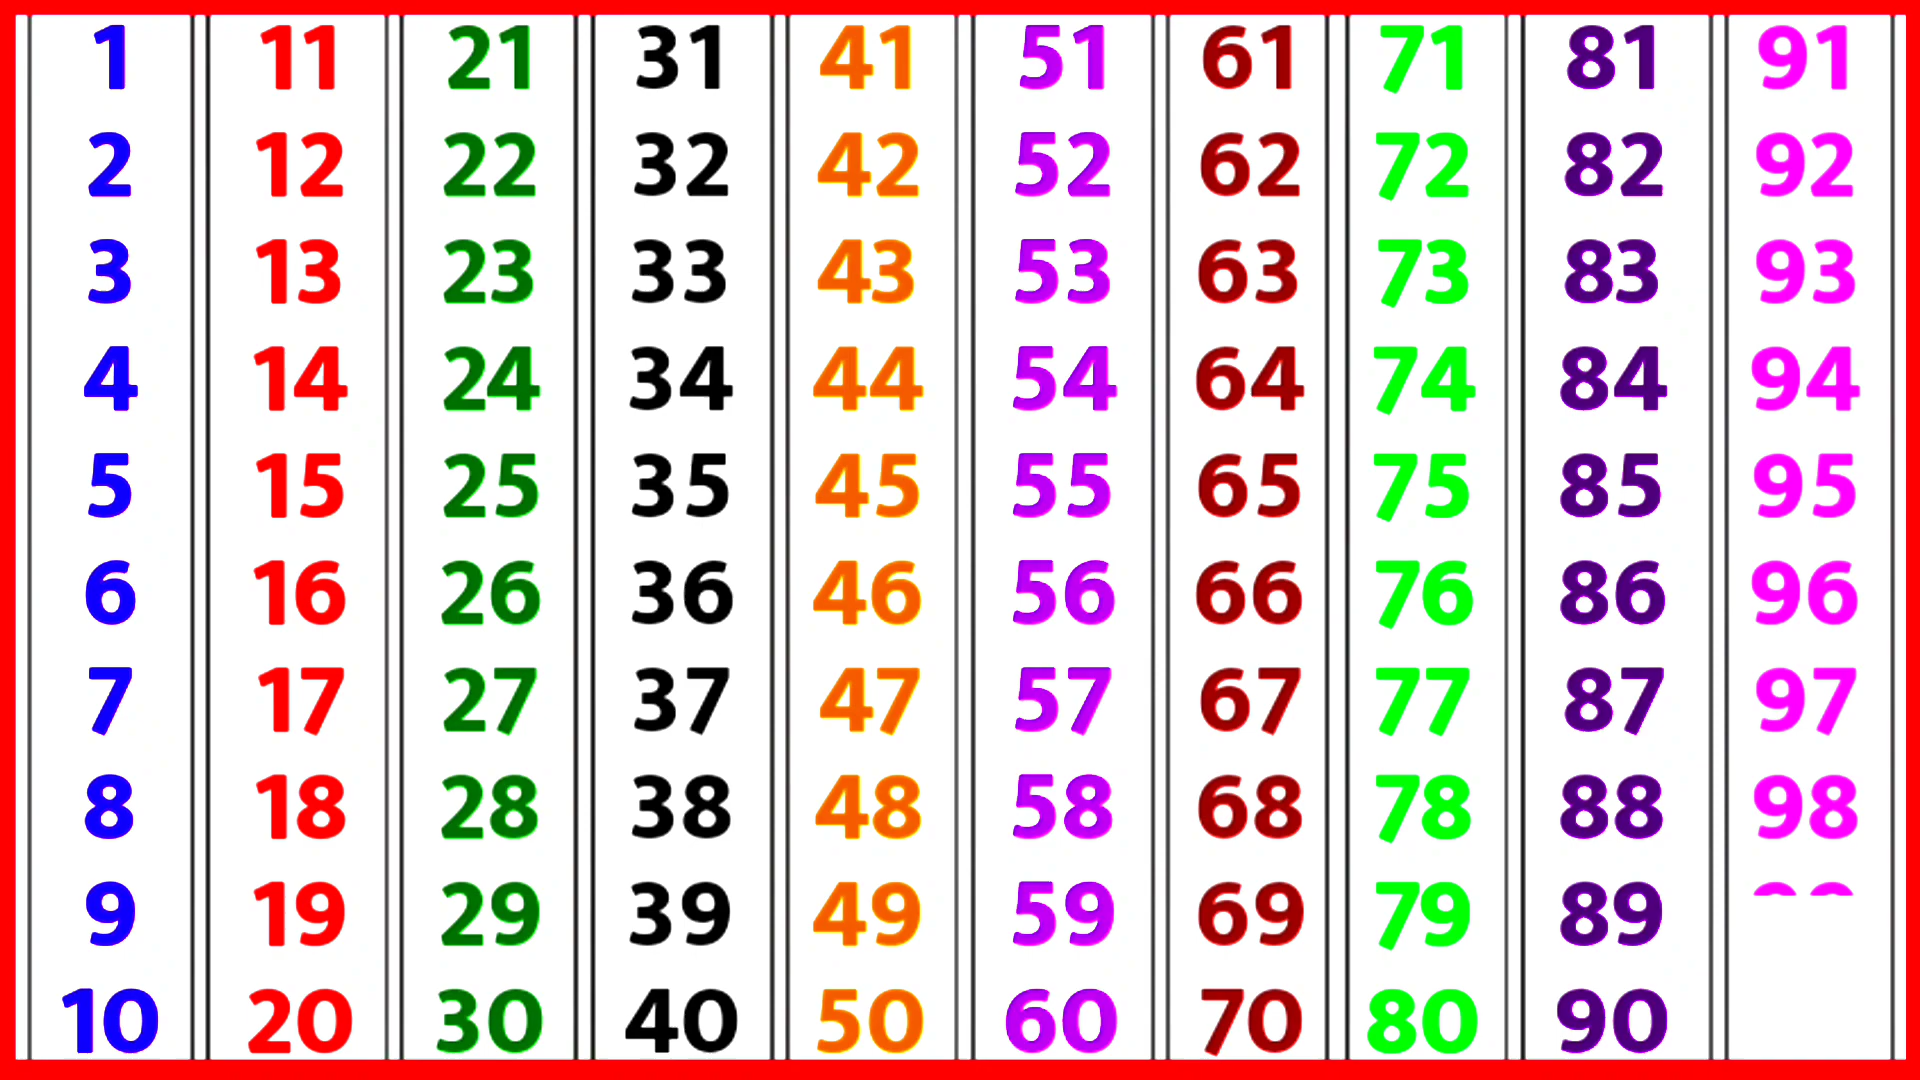 1 11 21 31 41 51 61 71 81 91
2 12 22 32 42 52 62 72 82 92
3 13 23 33 43 53 63 73 83 93
4 14 24 34 44 54 64 74 84 94
5 15 25 35 45 55 65 75 85 95
6 16 26 36 46 56 66 76 86 96
7 17 27 37 47 57 67 77 87 97
8 18 28 38 48 58 68 78 88 98
9 19 29 39 49 59 69 79 89
10 20 30 40 50 60 70 80 90